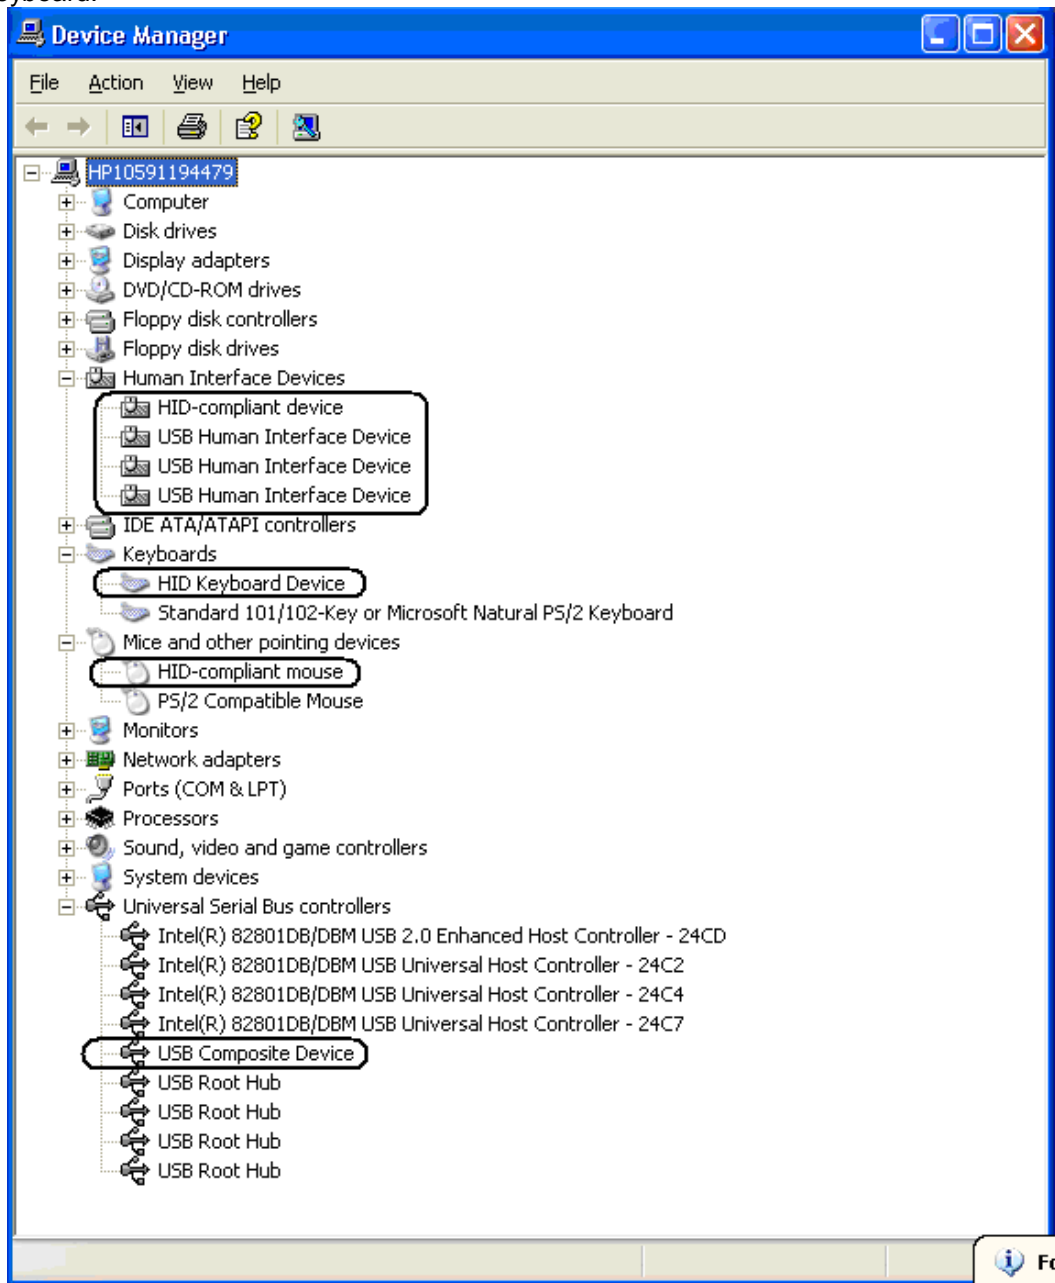 Device Manager
File Action View Help
HP10591194479
Computer
Disk drives
Display adapters
DVD/CD-ROM drives
Floppy disk controllers
Floppy disk drives
Human Interface Devices
HID-compliant device
USB Human Interface Device
USB Human Interface Device
USB Human Interface Device
IDE ATA/ATAPI controllers
Keyboards
HID Keyboard Device
Standard 101/102-Key or Microsoft Natural PS/2 Keyboard
Mice and other pointing devices
HID-compliant mouse
PS/2 Compatible Mouse
Monitors
Network adapters
Ports (COM & LPT)
Processors
Sound, video and game controllers
System devices
Universal Serial Bus controllers
Intel(R) 82801DB/DBM USB 2.0 Enhanced Host Controller - 24CD
Intel(R) 82801DB/DBM USB Universal Host Controller - 24C2
Intel(R) 82801DB/DBM USB Universal Host Controller - 24C4
Intel(R) 82801DB/DBM USB Universal Host Controller - 24C7
USB Composite Device
USB Root Hub
USB Root Hub
USB Root Hub
USB Root Hub